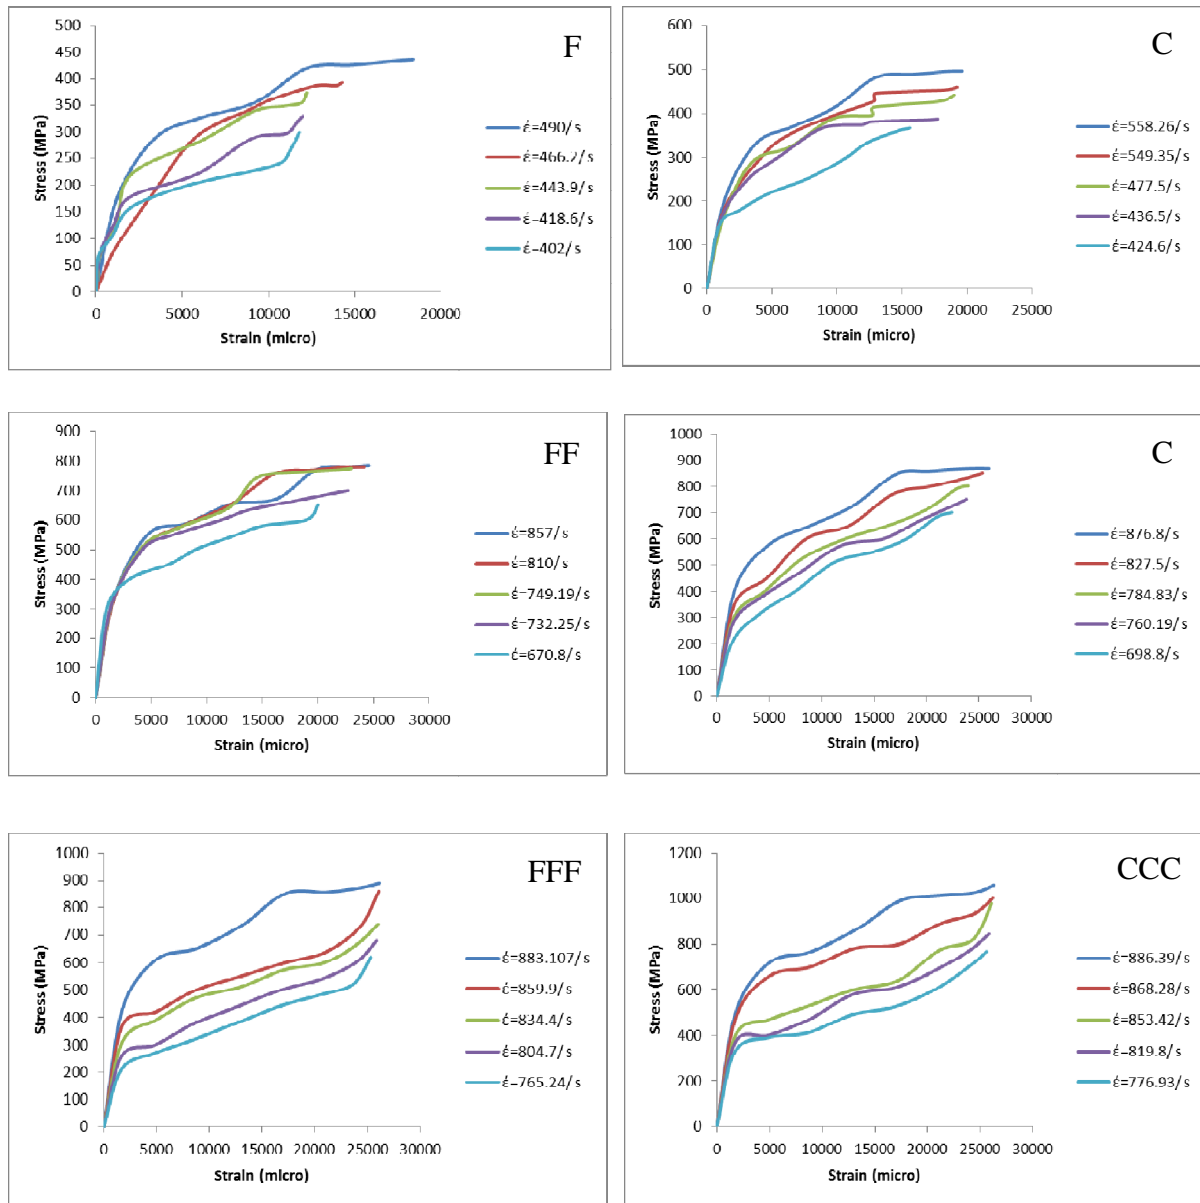 F
500
450
400
350
300
250
200
150
100
50
0
Stress (MPa)
0 5000 10000 15000 20000
Strain (micro)
έ=490/s
έ=466.2/s
έ=443.9/s
έ=418.6/s
έ=402/s
C
600
500
400
300
200
100
0
Stress (MPa)
0 5000 10000 15000 20000 25000
Strain (micro)
έ=558.26/s
έ=549.35/s
έ=477.5/s
έ=436.5/s
έ=424.6/s
FF
900
800
700
600
500
400
300
200
100
0
Stress (MPa)
0 5000 10000 15000 20000 25000 30000
Strain (micro)
έ=857/s
έ=810/s
έ=749.19/s
έ=732.25/s
έ=670.8/s
C
1000
900
800
700
600
500
400
300
200
100
0
Stress (MPa)
0 5000 10000 15000 20000 25000 30000
Strain (micro)
έ=876.8/s
έ=827.5/s
έ=784.83/s
έ=760.19/s
έ=698.8/s
FFF
1000
900
800
700
600
500
400
300
200
100
0
Stress (MPa)
0 5000 10000 15000 20000 25000 30000
Strain (micro)
έ=883.107/s
έ=859.9/s
έ=834.4/s
έ=804.7/s
έ=765.24/s
CCC
1200
1000
800
600
400
200
0
Stress (MPa)
0 5000 10000 15000 20000 25000 30000
Strain (micro)
έ=886.39/s
έ=868.28/s
έ=853.42/s
έ=819.8/s
έ=776.93/s